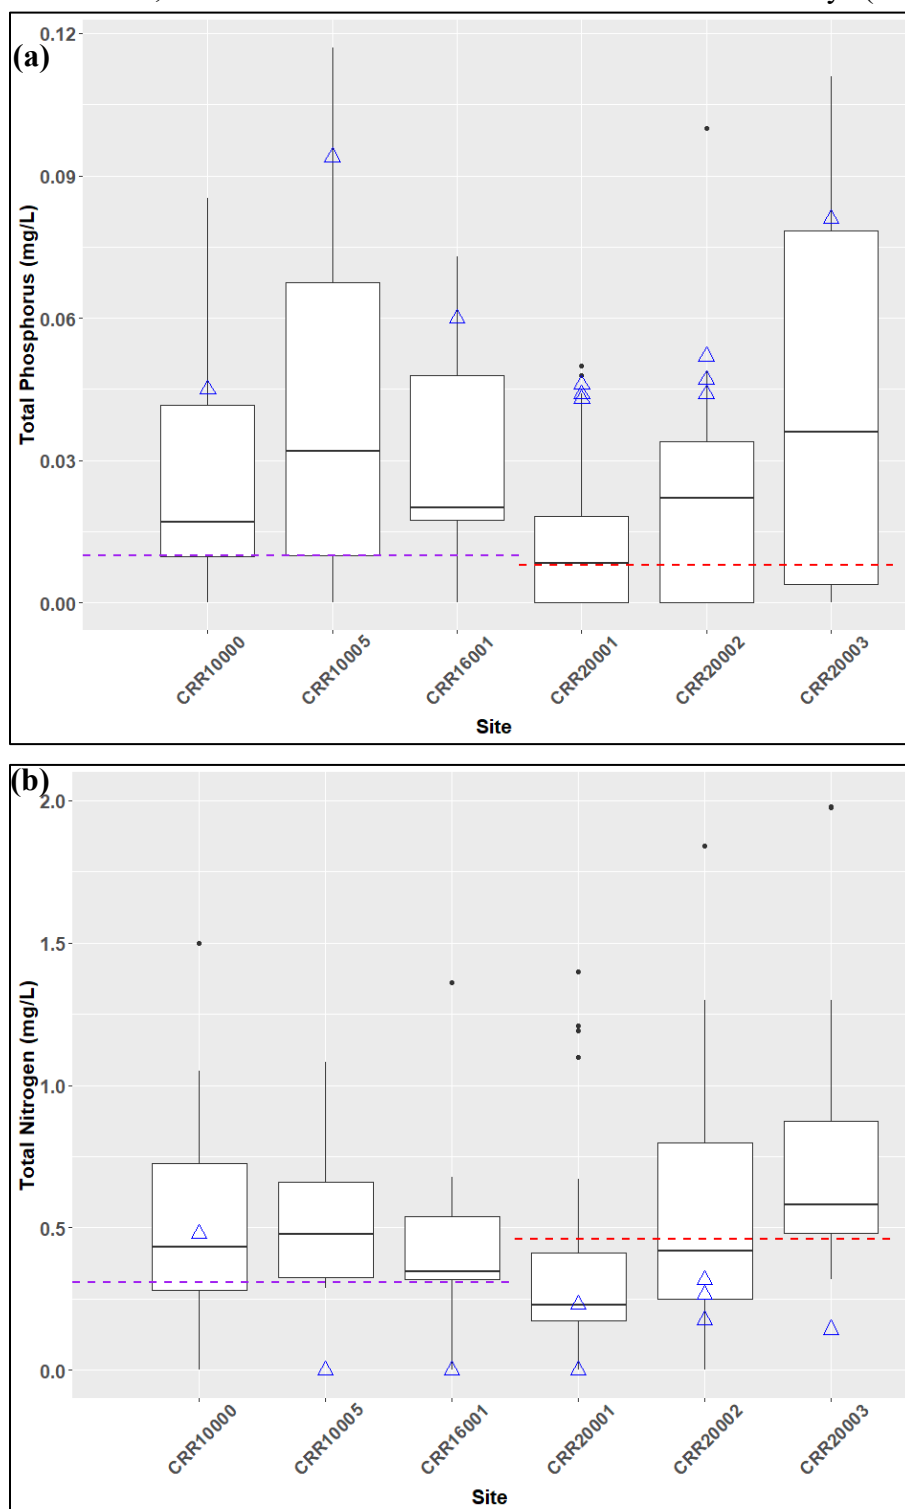 (a)
Total Phosphorus (mg/L)
0.12
0.09
0.06
0.03
0.00
CRR10000
CRR10005
CRR16001
CRR20001
CRR20002
CRR20003
Site
(b)
Total Nitrogen (mg/L)
2.0
1.5
1.0
0.5
0.0
CRR10000
CRR10005
CRR16001
CRR20001
CRR20002
CRR20003
Site